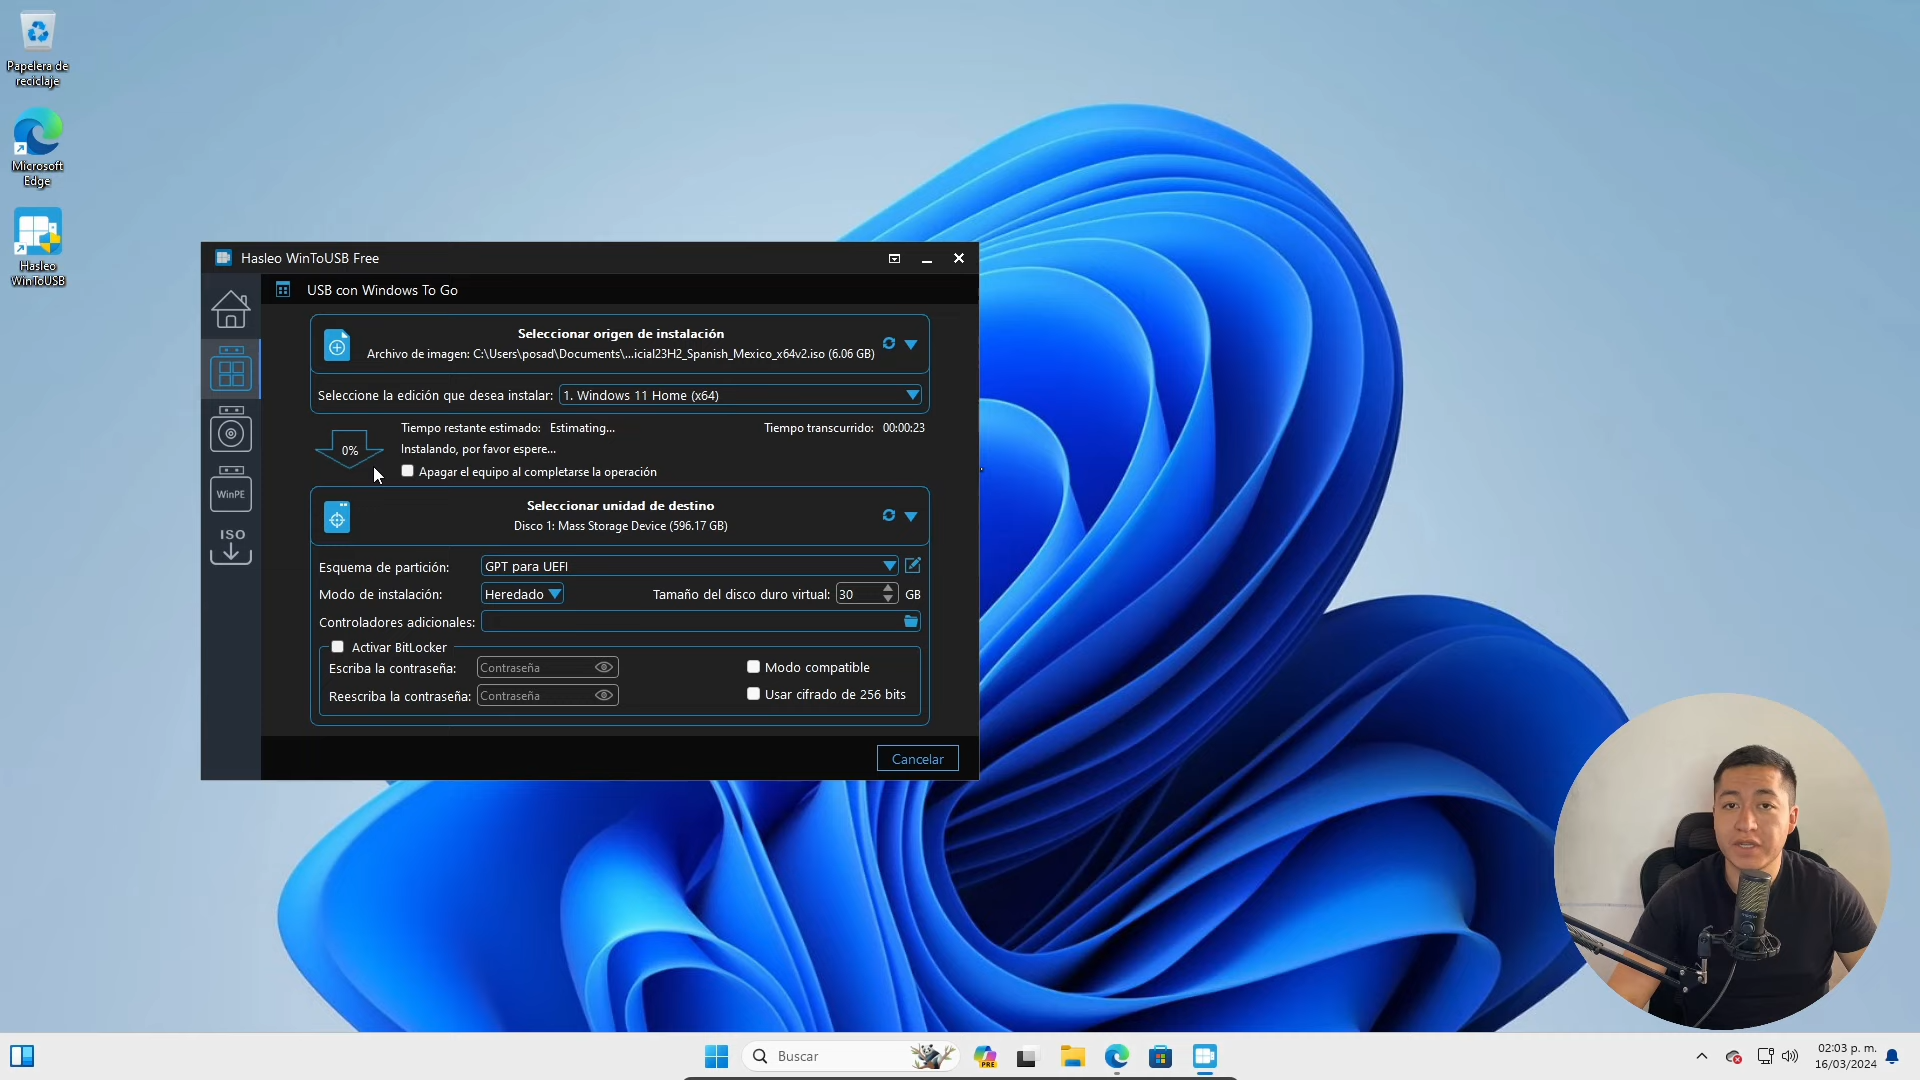 Papelera de
reciclaje
Microsoft
Edge
Hasleo
WinToUSB
Hasleo WinToUSB Free
USB con Windows To Go
Seleccionar origen de instalación
Archivo de imagen: C:\Users\posad\Documents\...icial23H2_Spanish_Mexico_x64v2.iso (6.06 GB)
Seleccione la edición que desea instalar: 1. Windows 11 Home (x64)
Tiempo restante estimado: Estimating... Tiempo transcurrido: 00:00:23
0%
Instalando, por favor espere...
Apagar el equipo al completarse la operación
WinPE
Seleccionar unidad de destino
Disco 1: Mass Storage Device (596.17 GB)
ISO
Esquema de partición: GPT para UEFI
Modo de instalación: Heredado Tamaño del disco duro virtual: 30 GB
Controladores adicionales:
Activar BitLocker
Escriba la contraseña: Contraseña Modo compatible
Reescriba la contraseña: Contraseña Usar cifrado de 256 bits
Cancelar
Buscar
PRE
02:03 p. m.
16/03/2024